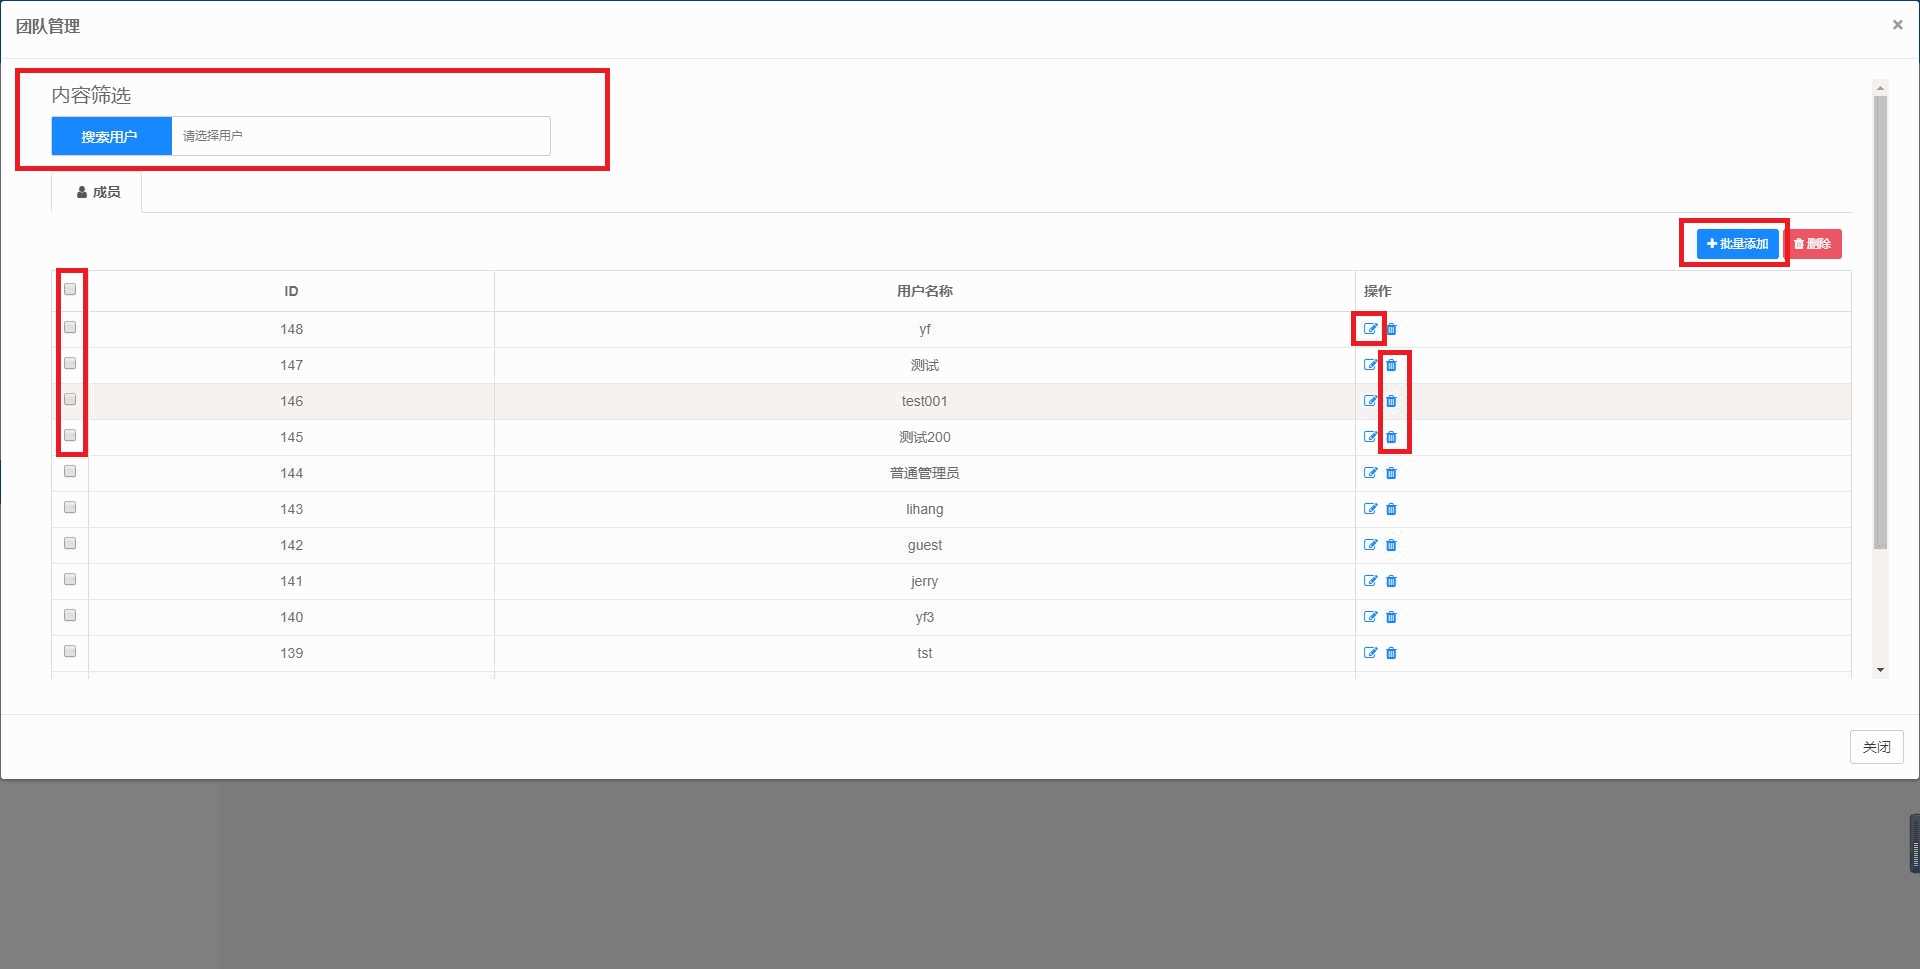 团队管理 ×
内容筛选
搜索用户 请选择用户
成员
批量添加 删除
ID 用户名称 操作
148 yf
147 测试
146 test001
145 测试200
144 普通管理员
143 lihang
142 guest
141 jerry
140 yf3
139 tst
关闭